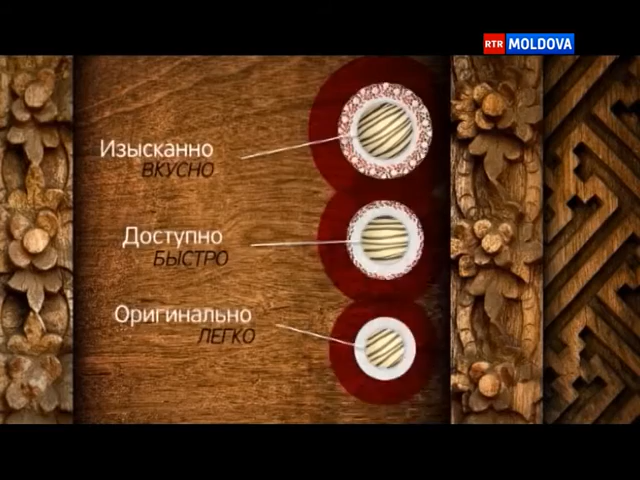 RTR MOLDOVA
Изысканно
ВКУСНО
Доступно
БЫСТРО
Оригинально
ЛЕГКО